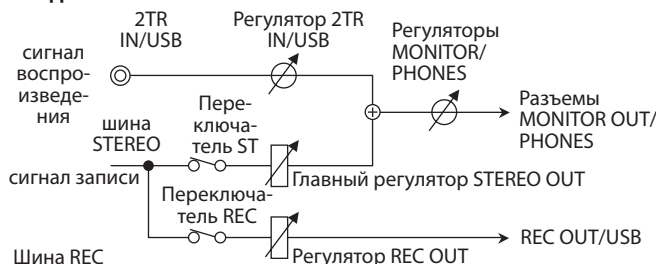 2TR
IN/USB
Регулятор 2TR
IN/USB
Регуляторы
MONITOR/
PHONES
сигнал
воспро-
изведе-
ния
Разъемы
MONITOR OUT/
PHONES
шина
STEREO
Пере-
ключа-
тель ST
сигнал записи
Главный регулятор STEREO OUT
Переключа-
тель REC
REC OUT/USB
Шина REC
Регулятор REC OUT